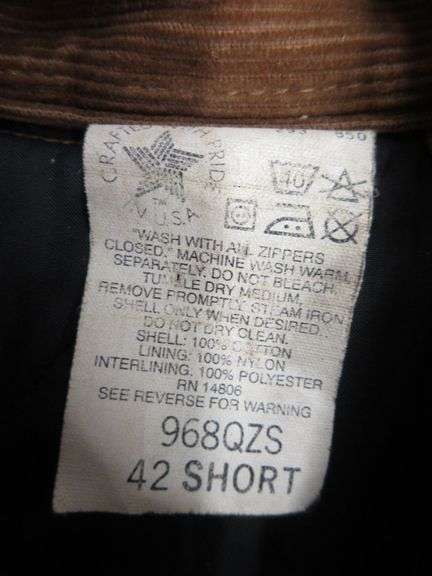 CRAFTED WITH PRIDE
TM
U.S.A
40
"WASH WITH ALL ZIPPERS
CLOSED." MACHINE WASH WARM,
SEPARATELY. DO NOT BLEACH.
TUMBLE DRY MEDIUM,
REMOVE PROMPTLY. STEAM IRON
SHELL ONLY WHEN DESIRED.
DO NOT DRY CLEAN.
SHELL: 100% COTTON
LINING: 100% NYLON
INTERLINING: 100% POLYESTER
RN 14806
SEE REVERSE FOR WARNING
968QZS
42 SHORT